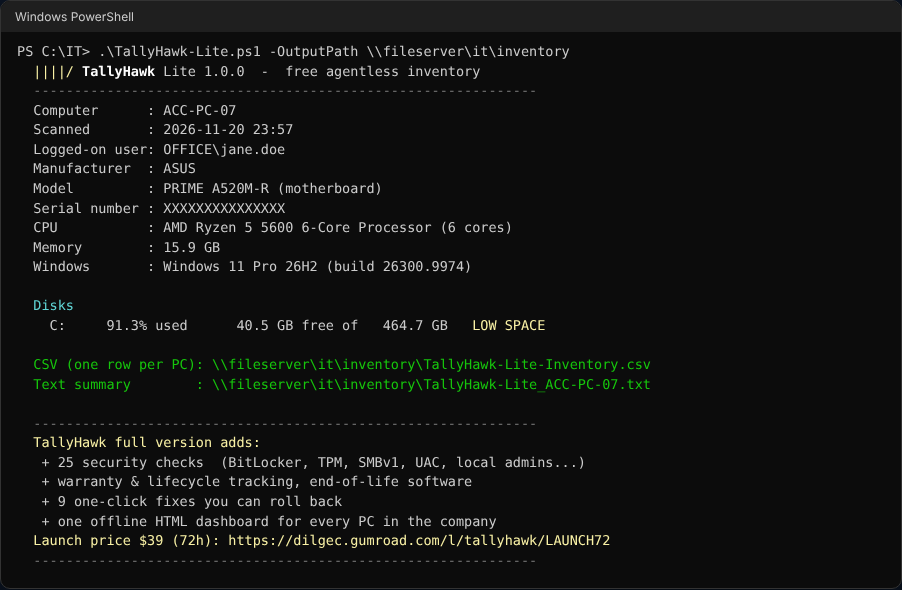 Windows PowerShell
PS C:\IT> .\TallyHawk-Lite.ps1 -OutputPath \\fileserver\it\inventory
||||/ TallyHawk Lite 1.0.0  -  free agentless inventory
--------------------------------------------------------------
Computer      : ACC-PC-07
Scanned       : 2026-11-20 23:57
Logged-on user: OFFICE\jane.doe
Manufacturer  : ASUS
Model         : PRIME A520M-R (motherboard)
Serial number : XXXXXXXXXXXXXXX
CPU           : AMD Ryzen 5 5600 6-Core Processor (6 cores)
Memory        : 15.9 GB
Windows       : Windows 11 Pro 26H2 (build 26300.9974)
Disks
C:     91.3% used      40.5 GB free of   464.7 GB   LOW SPACE
CSV (one row per PC): \\fileserver\it\inventory\TallyHawk-Lite-Inventory.csv
Text summary        : \\fileserver\it\inventory\TallyHawk-Lite_ACC-PC-07.txt
--------------------------------------------------------------
TallyHawk full version adds:
+ 25 security checks  (BitLocker, TPM, SMBv1, UAC, local admins...)
+ warranty & lifecycle tracking, end-of-life software
+ 9 one-click fixes you can roll back
+ one offline HTML dashboard for every PC in the company
Launch price $39 (72h): https://dilgec.gumroad.com/l/tallyhawk/LAUNCH72
--------------------------------------------------------------